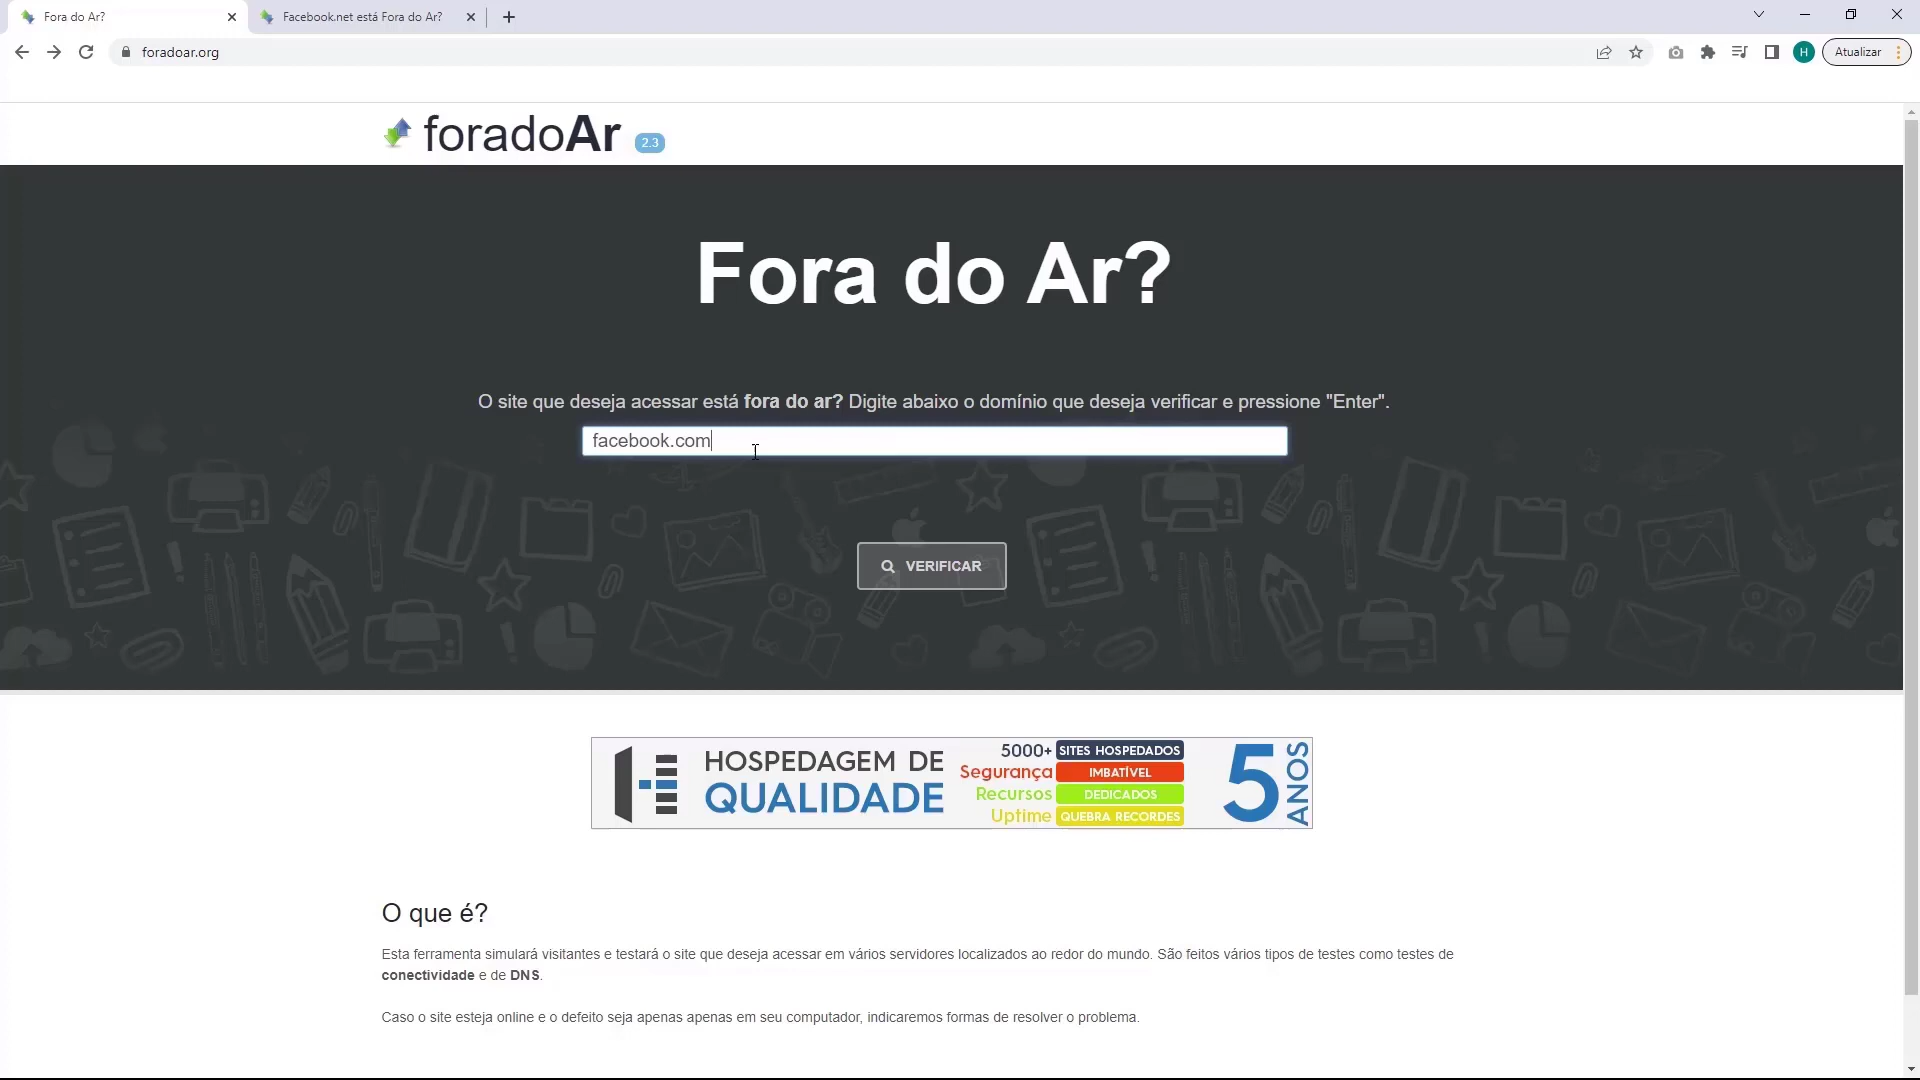 Fora do Ar?
Facebook.net está Fora do Ar?
foradoar.org
H
Atualizar
foradoAr 2.3
Fora do Ar?
O site que deseja acessar está fora do ar? Digite abaixo o domínio que deseja verificar e pressione "Enter".
facebook.com
VERIFICAR
HOSPEDAGEM DE
QUALIDADE
5000+ SITES HOSPEDADOS
Segurança IMBATÍVEL
Recursos DEDICADOS
Uptime QUEBRA RECORDES
5 ANOS
O que é?
Esta ferramenta simulará visitantes e testará o site que deseja acessar em vários servidores localizados ao redor do mundo. São feitos vários tipos de testes como testes de
conectividade e de DNS.
Caso o site esteja online e o defeito seja apenas apenas em seu computador, indicaremos formas de resolver o problema.